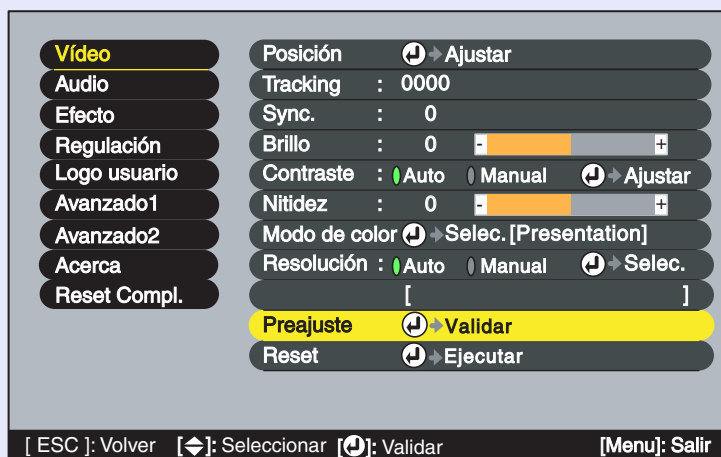 Vídeo
Audio
Efecto
Regulación
Logo usuario
Avanzado1
Avanzado2
Acerca
Reset Compl.
Posición Ajustar
Tracking : 0000
Sync. : 0
Brillo : 0 - +
Contraste : Auto Manual Ajustar
Nitidez : 0 - +
Modo de color Selec. [Presentation]
Resolución : Auto Manual Selec.
[ ]
Preajuste Validar
Reset Ejecutar
[ ESC ]: Volver [ ]: Seleccionar [ ]: Validar [Menu]: Salir